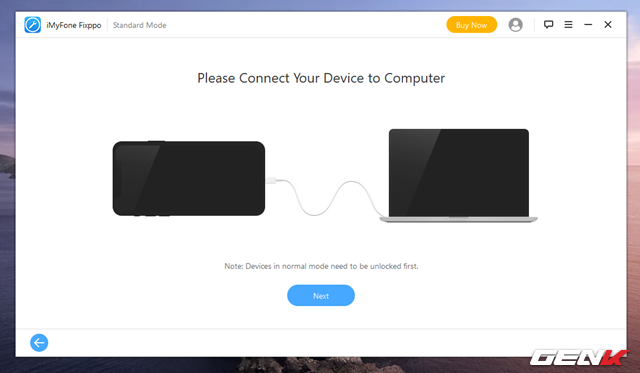 iMyFone Fixppo
Standard Mode
Buy Now
Please Connect Your Device to Computer
Note: Devices in normal mode need to be unlocked first.
Next
GENK